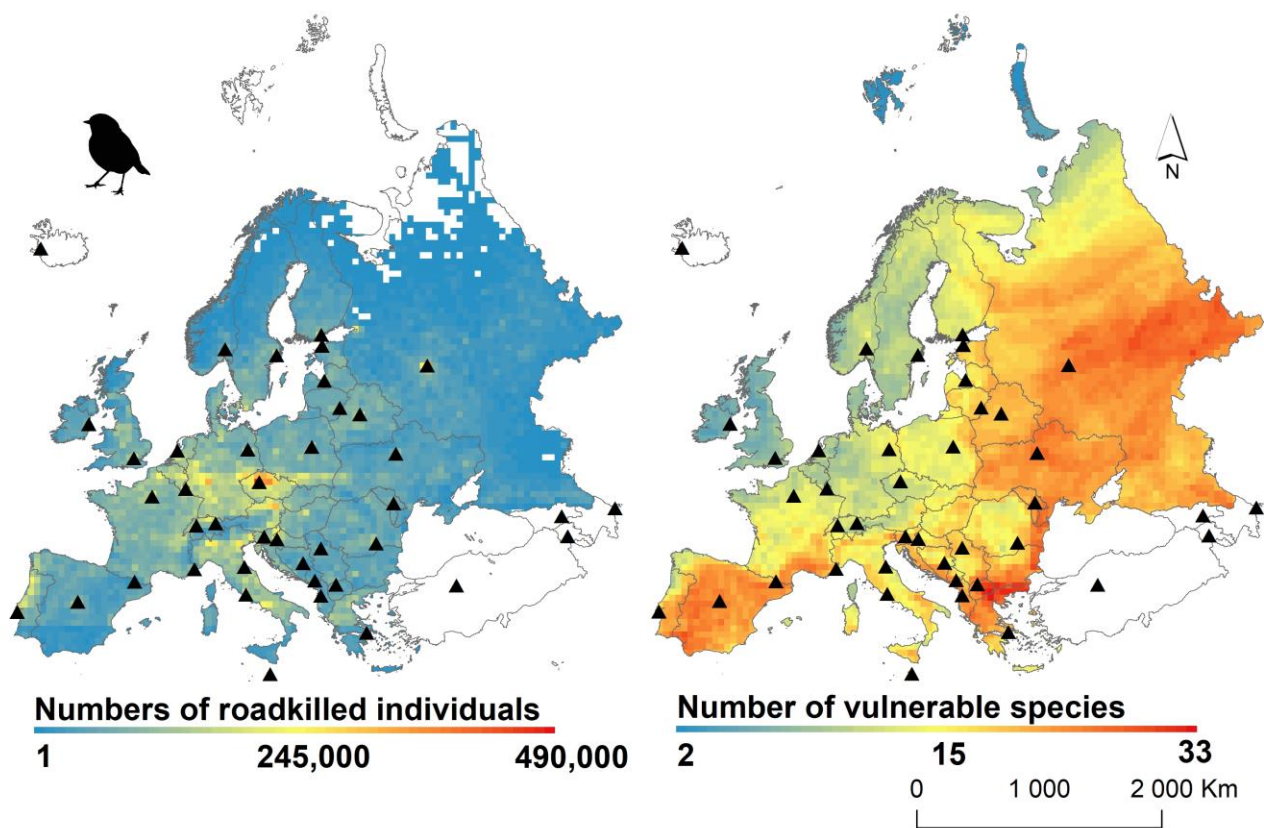 N
Numbers of roadkilled individuals
1 245,000 490,000
Number of vulnerable species
2 15 33
0 1 000 2 000 Km